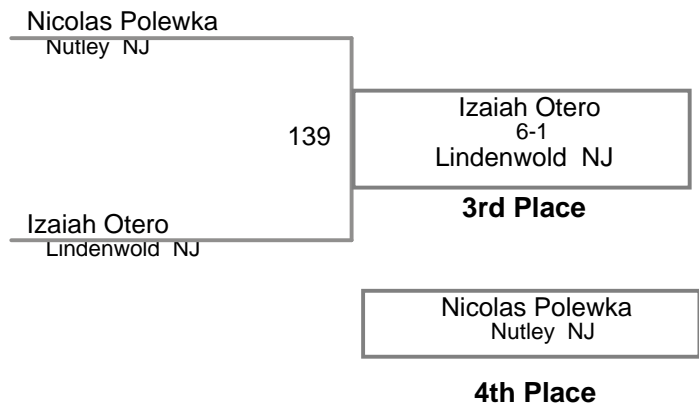 Nicolas Polewka
Nutley NJ
139
Izaiah Otero
6-1
Lindenwold NJ
3rd Place
Izaiah Otero
Lindenwold NJ
Nicolas Polewka
Nutley NJ
4th Place